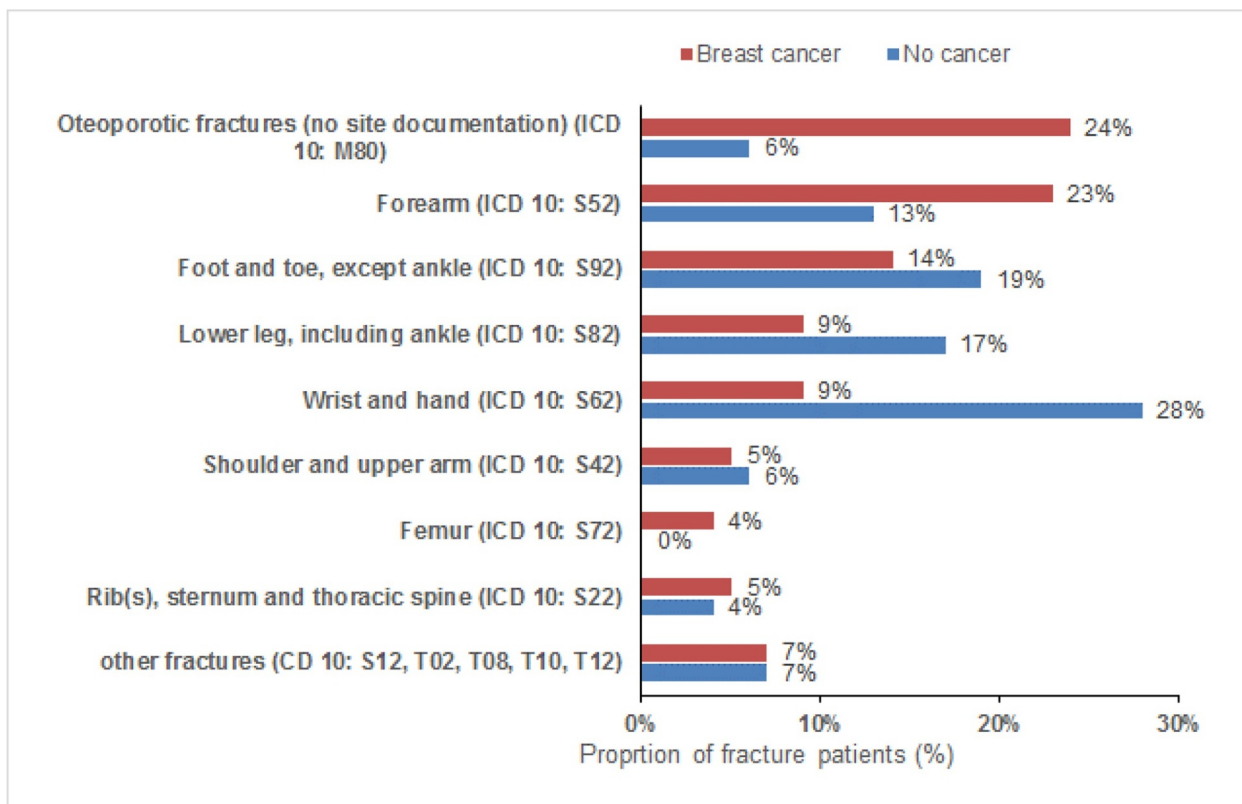 Breast cancer No cancer
Oteoporotic fractures (no site documentation) (ICD
10: M80)
24%
6%
Forearm (ICD 10: S52)
23%
13%
Foot and toe, except ankle (ICD 10: S92)
14%
19%
Lower leg, including ankle (ICD 10: S82)
9%
17%
Wrist and hand (ICD 10: S62)
9%
28%
Shoulder and upper arm (ICD 10: S42)
5%
6%
Femur (ICD 10: S72)
4%
0%
Rib(s), sternum and thoracic spine (ICD 10: S22)
5%
4%
other fractures (CD 10: S12, T02, T08, T10, T12)
7%
7%
0% 10% 20% 30%
Proprtion of fracture patients (%)